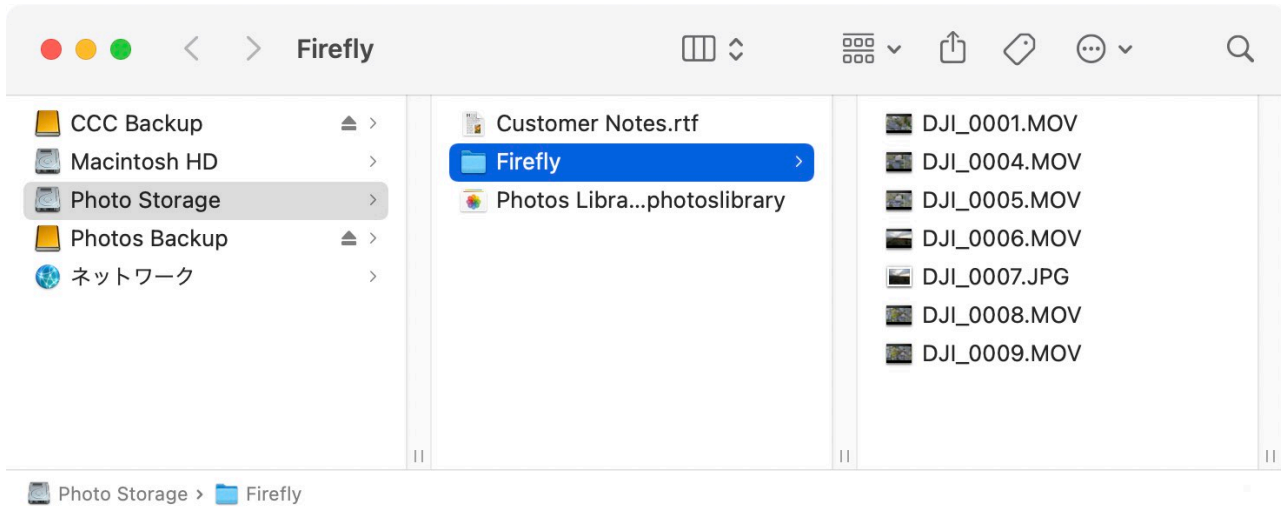 Firefly
CCC Backup
Macintosh HD
Photo Storage
Photos Backup
ネットワーク
Customer Notes.rtf
Firefly
Photos Libra...photoslibrary
DJI_0001.MOV
DJI_0004.MOV
DJI_0005.MOV
DJI_0006.MOV
DJI_0007.JPG
DJI_0008.MOV
DJI_0009.MOV
Photo Storage › Firefly